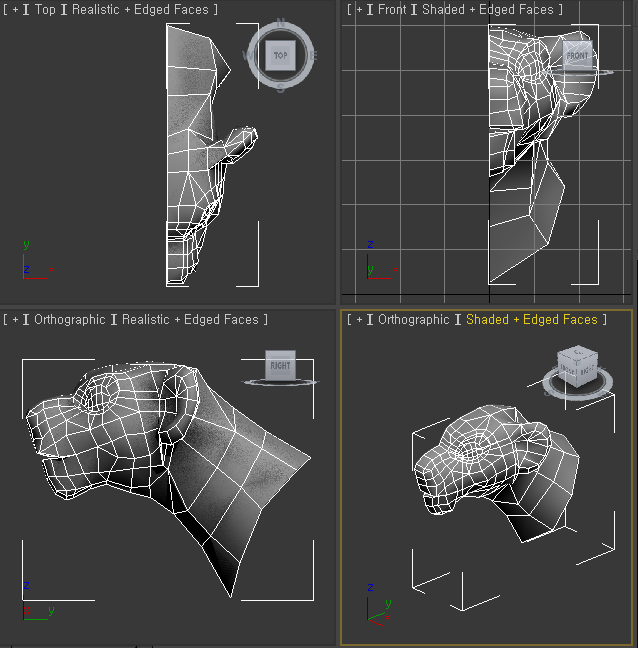 [ + ] Top ] Realistic + Edged Faces ]
[ + ] Front ] Shaded + Edged Faces ]
N
W
TOP
E
S
FRONT
y
z
x
z
y
x
[ + ] Orthographic ] Realistic + Edged Faces ]
[ + ] Orthographic ] Shaded + Edged Faces ]
RIGHT
RIGHT
z
y
z
y
x